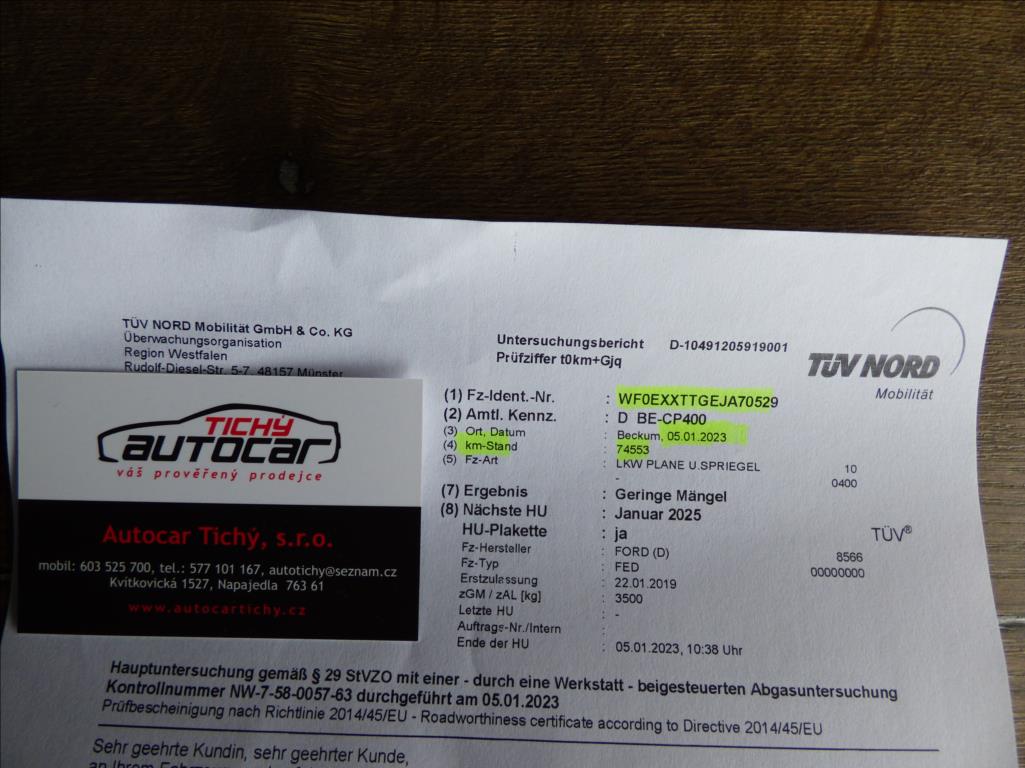 TÜV NORD Mobilität GmbH & Co. KG
Überwachungsorganisation
Region Westfalen
Rudolf-Diesel-Str. 5-7, 48157 Münster
Untersuchungsbericht D-10491205919001
Prüfziffer t0km+Gjq
TÜV NORD
Mobilität
(1) Fz-Ident.-Nr. : WF0EXXTTGEJA70529
(2) Amtl. Kennz. : D BE-CP400
(3) Ort, Datum : Beckum, 05.01.2023
(4) km-Stand : 74553
(5) Fz-Art : LKW PLANE U.SPRIEGEL 10
- 0400
(7) Ergebnis : Geringe Mängel
(8) Nächste HU : Januar 2025
HU-Plakette : ja TÜV®
Fz-Hersteller : FORD (D) 8566
Fz-Typ : FED 00000000
Erstzulassung : 22.01.2019
zGM / zAL [kg] : 3500
Letzte HU : -
Auftrags-Nr./Intern :
Ende der HU : 05.01.2023, 10:38 Uhr
TICHÝ
autocar
váš prověřený prodejce
Autocar Tichý, s.r.o.
mobil: 603 525 700, tel.: 577 101 167, autotichy@seznam.cz
Kvítkovická 1527, Napajedla 763 61
www.autocartichy.cz
Hauptuntersuchung gemäß § 29 StVZO mit einer - durch eine Werkstatt - beigesteuerten Abgasuntersuchung
Kontrollnummer NW-7-58-0057-63 durchgeführt am 05.01.2023
Prüfbescheinigung nach Richtlinie 2014/45/EU - Roadworthiness certificate according to Directive 2014/45/EU
Sehr geehrte Kundin, sehr geehrter Kunde,
an Ihrem